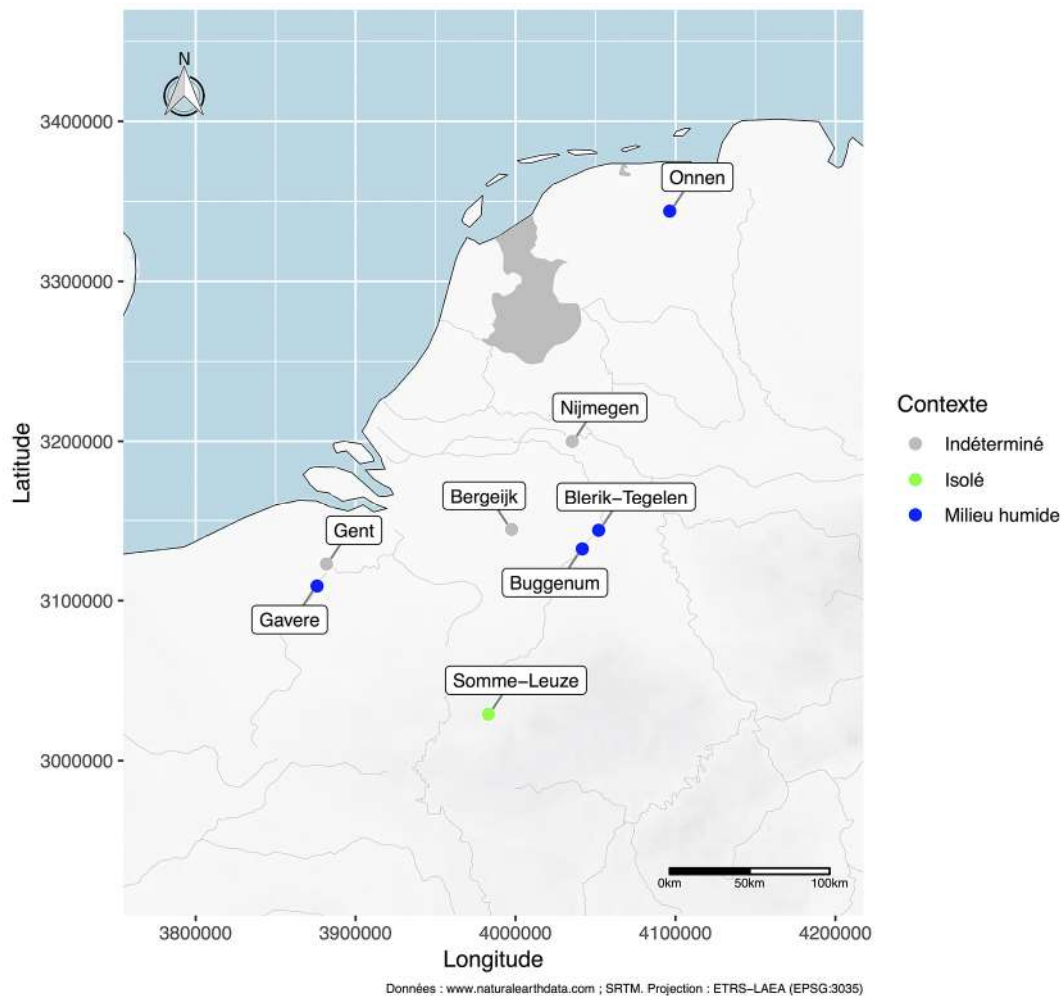 N
3400000
Onnen
3300000
Nijmegen
Contexte
Indéterminé
3200000
Isolé
Latitude
Bergeijk
Blerik−Tegelen
Milieu humide
Gent
Buggenum
3100000
Gavere
Somme−Leuze
3000000
0km 50km 100km
3800000 3900000 4000000 4100000 4200000
Longitude
Données : www.naturalearthdata.com ; SRTM. Projection : ETRS−LAEA (EPSG:3035)